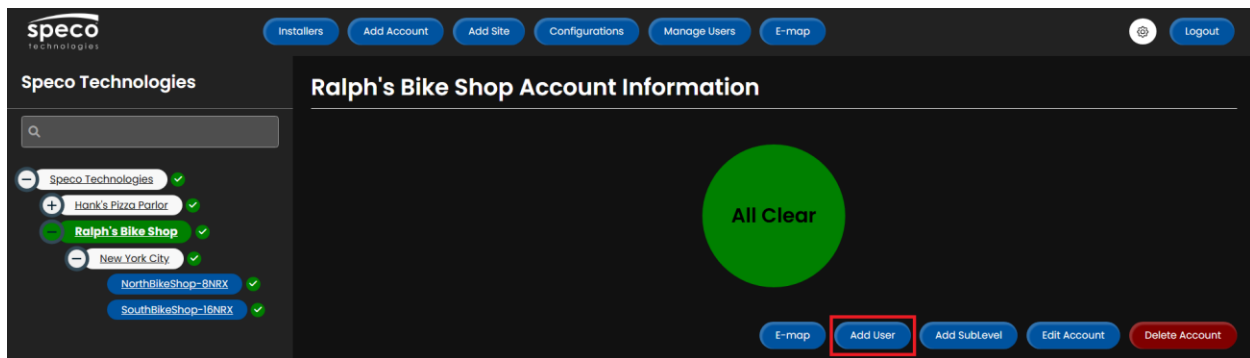 speco
technologies
Installers
Add Account
Add Site
Configurations
Manage Users
E-map
Logout
Speco Technologies
Ralph's Bike Shop Account Information
Speco Technologies
Hank's Pizza Parlor
Ralph's Bike Shop
New York City
NorthBikeShop-8NRX
SouthBikeShop-16NRX
All Clear
E-map
Add User
Add SubLevel
Edit Account
Delete Account